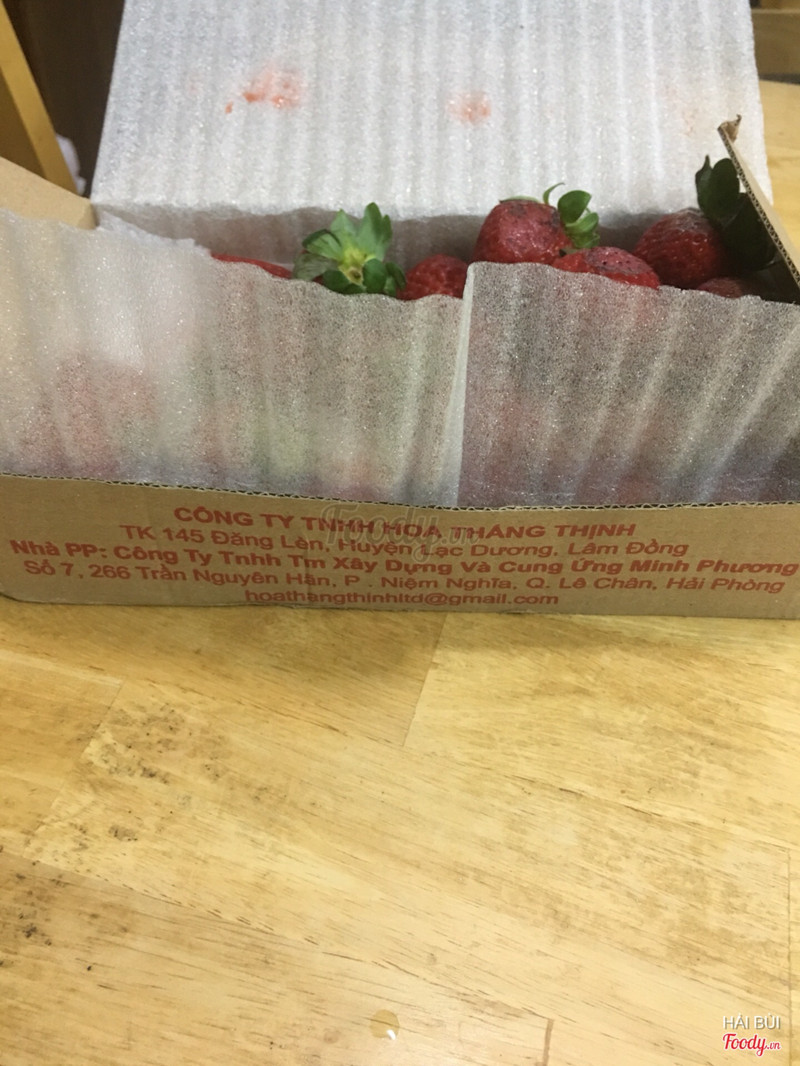 CÔNG TY TNHH HOA THẮNG THỊNH
TK 145 Đăng Lèn, Huyện Lạc Dương, Lâm Đồng
Nhà PP: Công Ty Tnhh Tm Xây Dựng Và Cung Ứng Minh Phương
Số 7, 266 Trần Nguyên Hãn, P . Niệm Nghĩa, Q. Lê Chân, Hải Phòng
hoathangthinhltd@gmail.com
Foody.vn
HẢI BÙI
Foody.vn